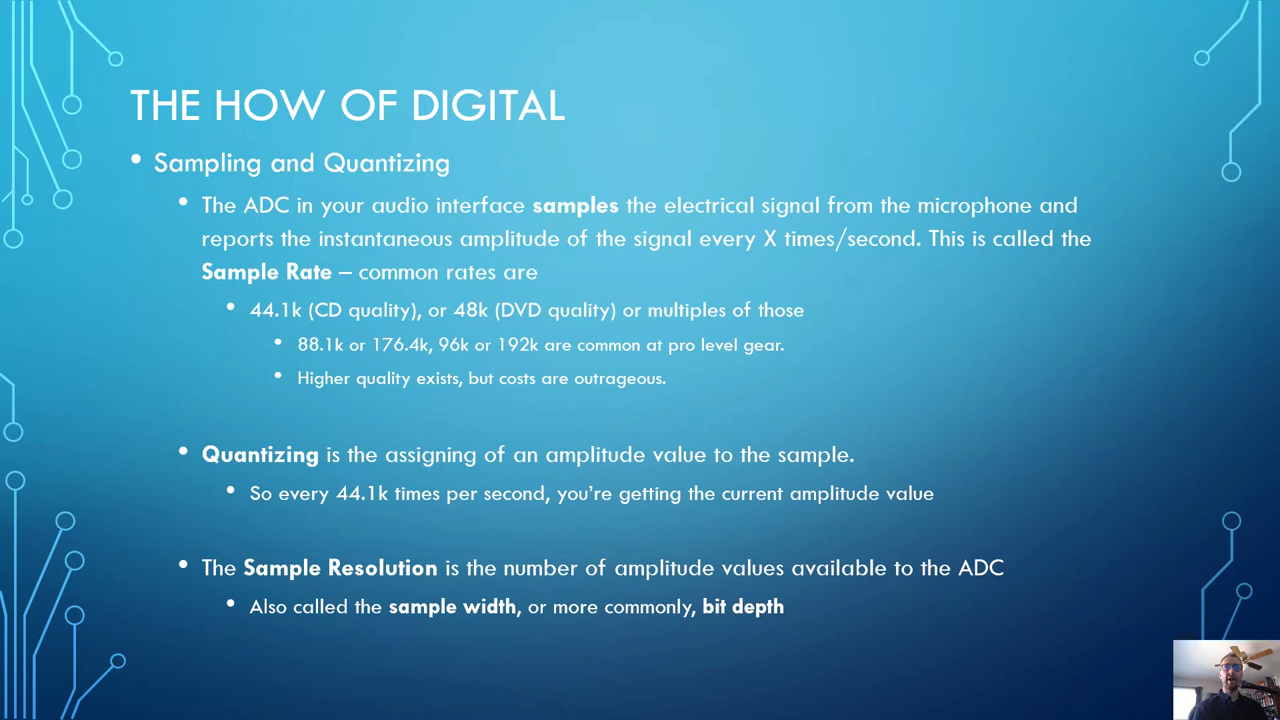 THE HOW OF DIGITAL
• Sampling and Quantizing
• The ADC in your audio interface samples the electrical signal from the microphone and
reports the instantaneous amplitude of the signal every X times/second. This is called the
Sample Rate – common rates are
• 44.1k (CD quality), or 48k (DVD quality) or multiples of those
• 88.1k or 176.4k, 96k or 192k are common at pro level gear.
• Higher quality exists, but costs are outrageous.
• Quantizing is the assigning of an amplitude value to the sample.
• So every 44.1k times per second, you're getting the current amplitude value
• The Sample Resolution is the number of amplitude values available to the ADC
• Also called the sample width, or more commonly, bit depth